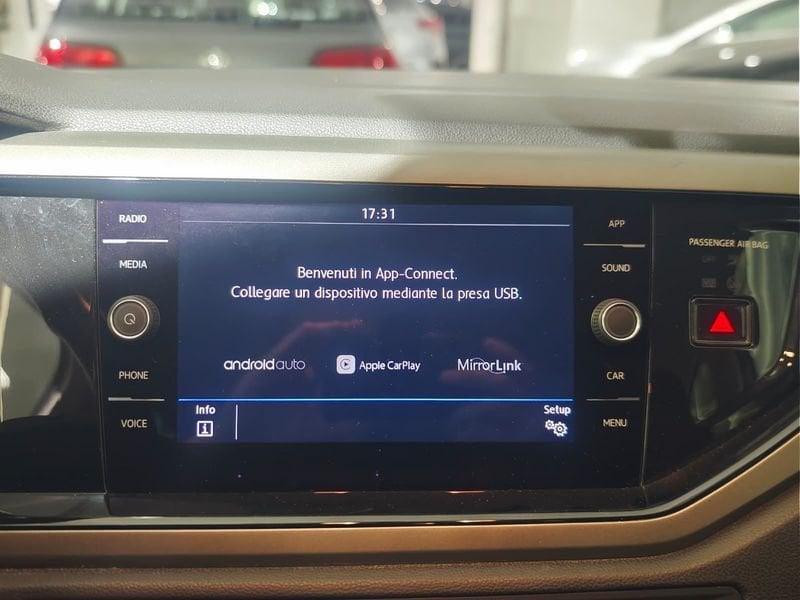 17:31
RADIO
MEDIA
PHONE
VOICE
Benvenuti in App-Connect.
Collegare un dispositivo mediante la presa USB.
androidauto
Apple CarPlay
MirrorLink
Info
Setup
APP
SOUND
CAR
MENU
PASSENGER AIR BAG